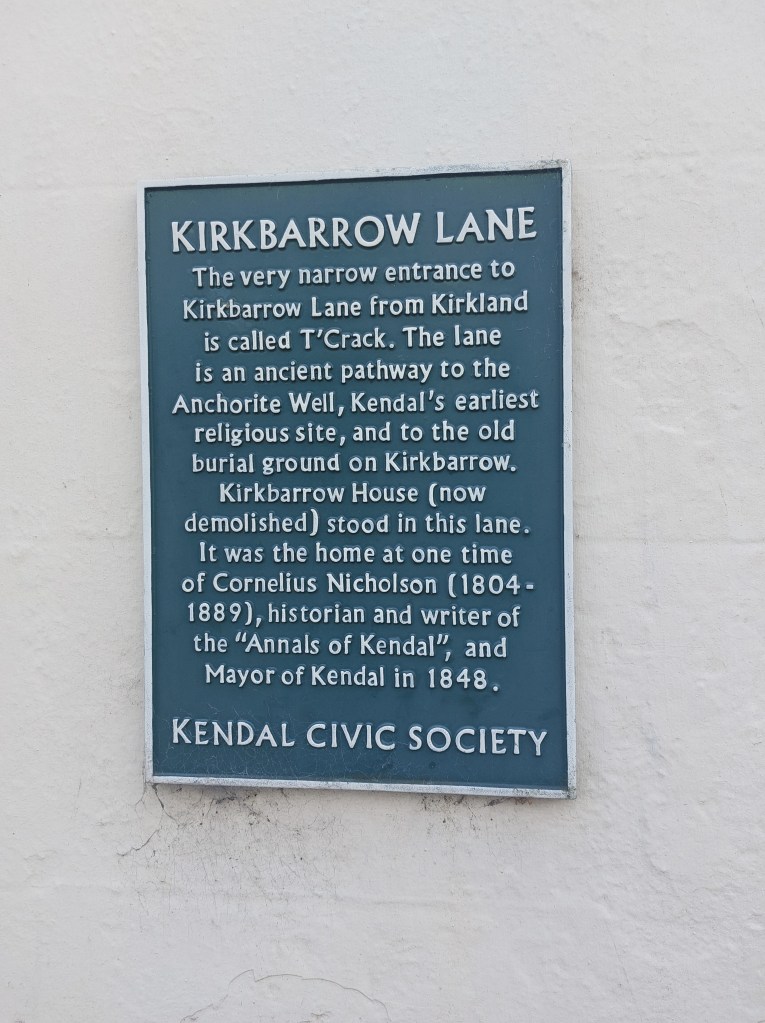 KIRKBARROW LANE
The very narrow entrance to
Kirkbarrow Lane from Kirkland
is called T'Crack. The lane
is an ancient pathway to the
Anchorite Well, Kendal's earliest
religious site, and to the old
burial ground on Kirkbarrow.
Kirkbarrow House (now
demolished) stood in this lane.
It was the home at one time
of Cornelius Nicholson (1804-
1889), historian and writer of
the "Annals of Kendal", and
Mayor of Kendal in 1848.
KENDAL CIVIC SOCIETY